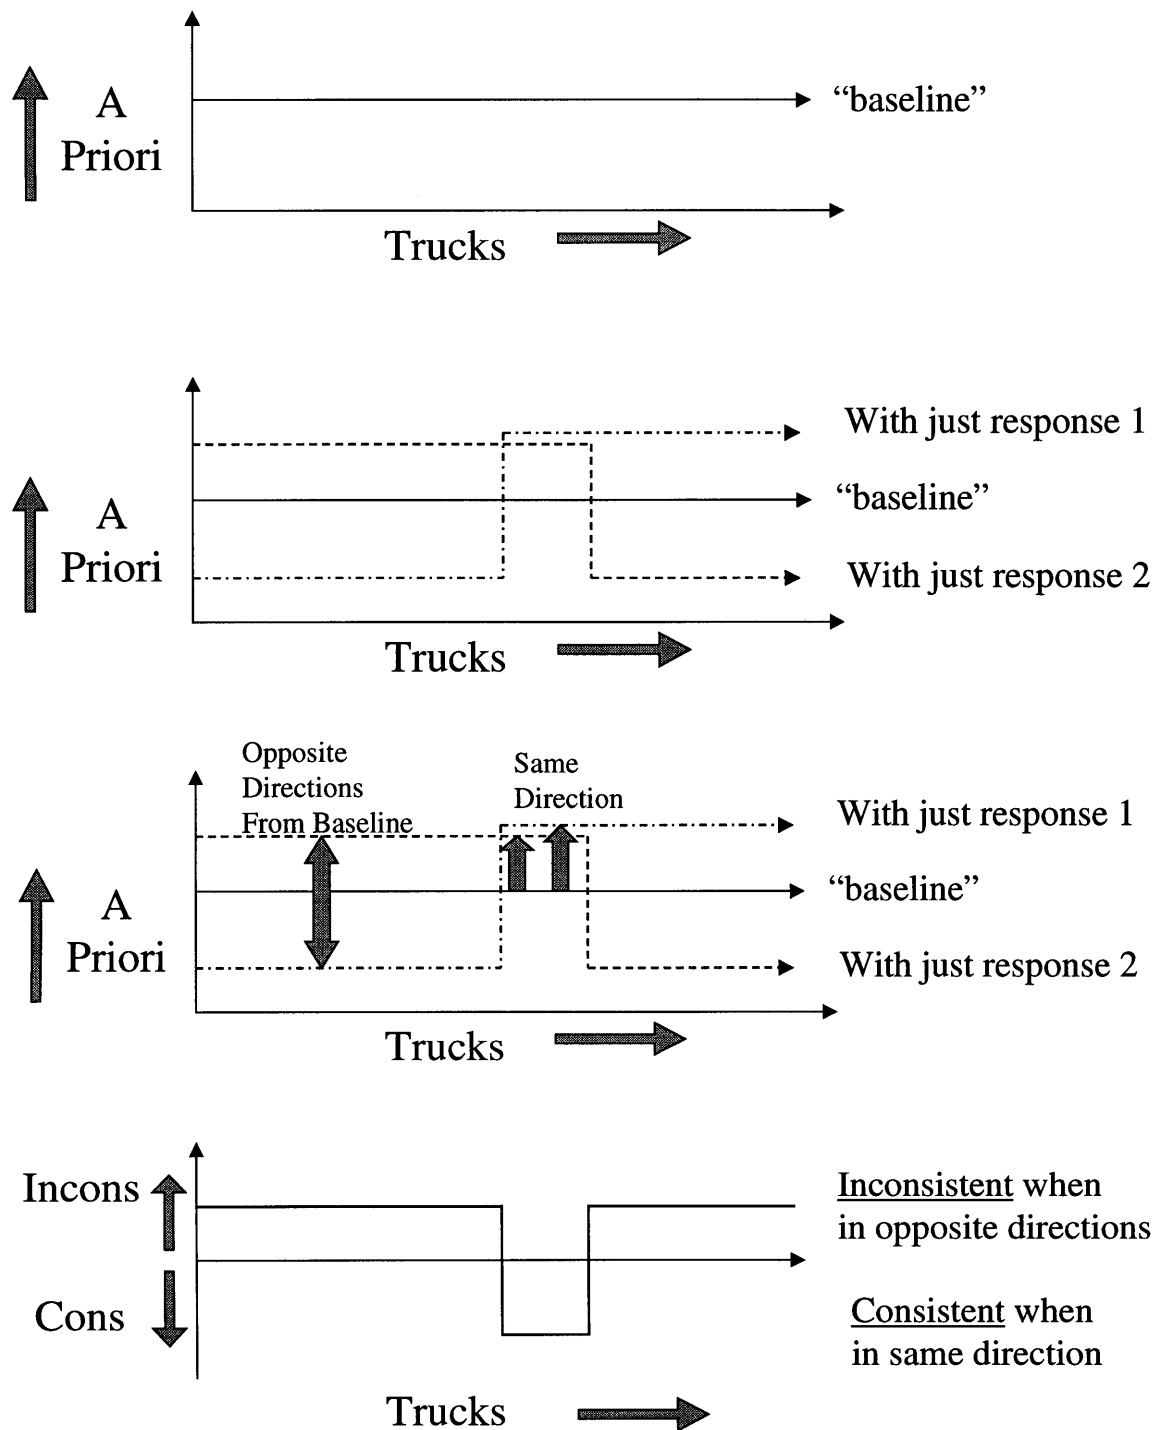 “baseline”
A
Priori
Trucks
With just response 1
“baseline”
A
Priori
With just response 2
Trucks
Opposite
Directions
From Baseline
Same
Direction
With just response 1
“baseline”
A
Priori
With just response 2
Trucks
Incons
Inconsistent when
in opposite directions
Cons
Consistent when
in same direction
Trucks